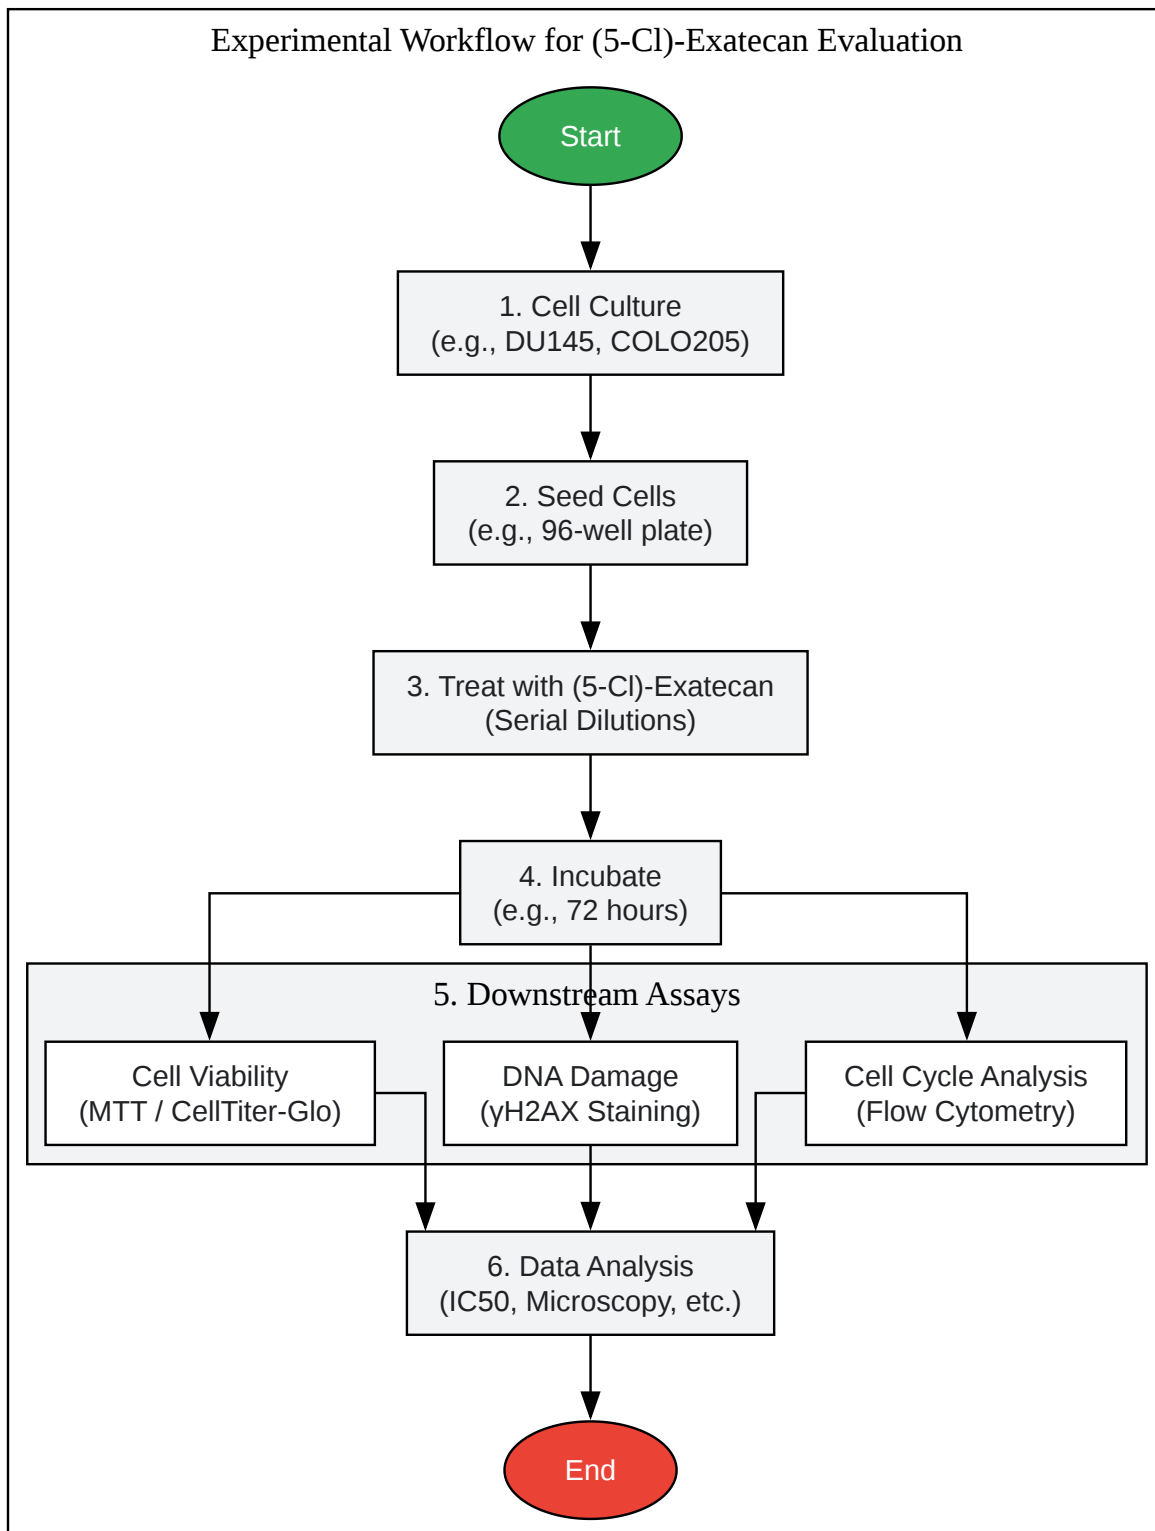 Experimental Workflow for (5-Cl)-Exatecan Evaluation
Start
1. Cell Culture
(e.g., DU145, COLO205)
2. Seed Cells
(e.g., 96-well plate)
3. Treat with (5-Cl)-Exatecan
(Serial Dilutions)
4. Incubate
(e.g., 72 hours)
5. Downstream Assays
Cell Viability
(MTT / CellTiter-Glo)
DNA Damage
(γH2AX Staining)
Cell Cycle Analysis
(Flow Cytometry)
6. Data Analysis
(IC50, Microscopy, etc.)
End